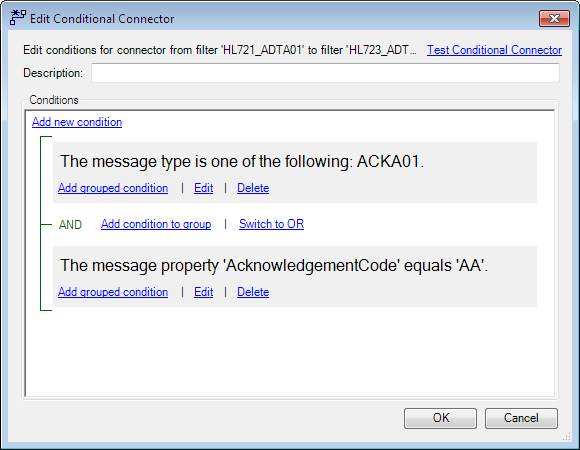 Edit Conditional Connector
Edit conditions for connector from filter 'HL721_ADTA01' to filter 'HL723_ADT... Test Conditional Connector
Description:
Conditions
Add new condition
The message type is one of the following: ACKA01.
Add grouped condition | Edit | Delete
AND Add condition to group | Switch to OR
The message property 'AcknowledgementCode' equals 'AA'.
Add grouped condition | Edit | Delete
OK Cancel